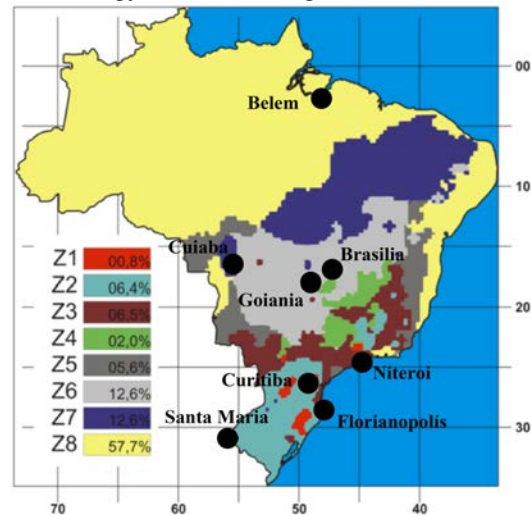 00
Belem
10
Cuiaba
Brasilia
Z1 00,8%
Z2 06,4%
Goiania
Z3 06,5%
20
Z4 02,0%
Z5 05,6%
Z6 12,6%
Curitiba
Niteroi
Z7 12,6%
Santa Maria
Florianopolís
30
Z8 57,7%
70 60 50 40